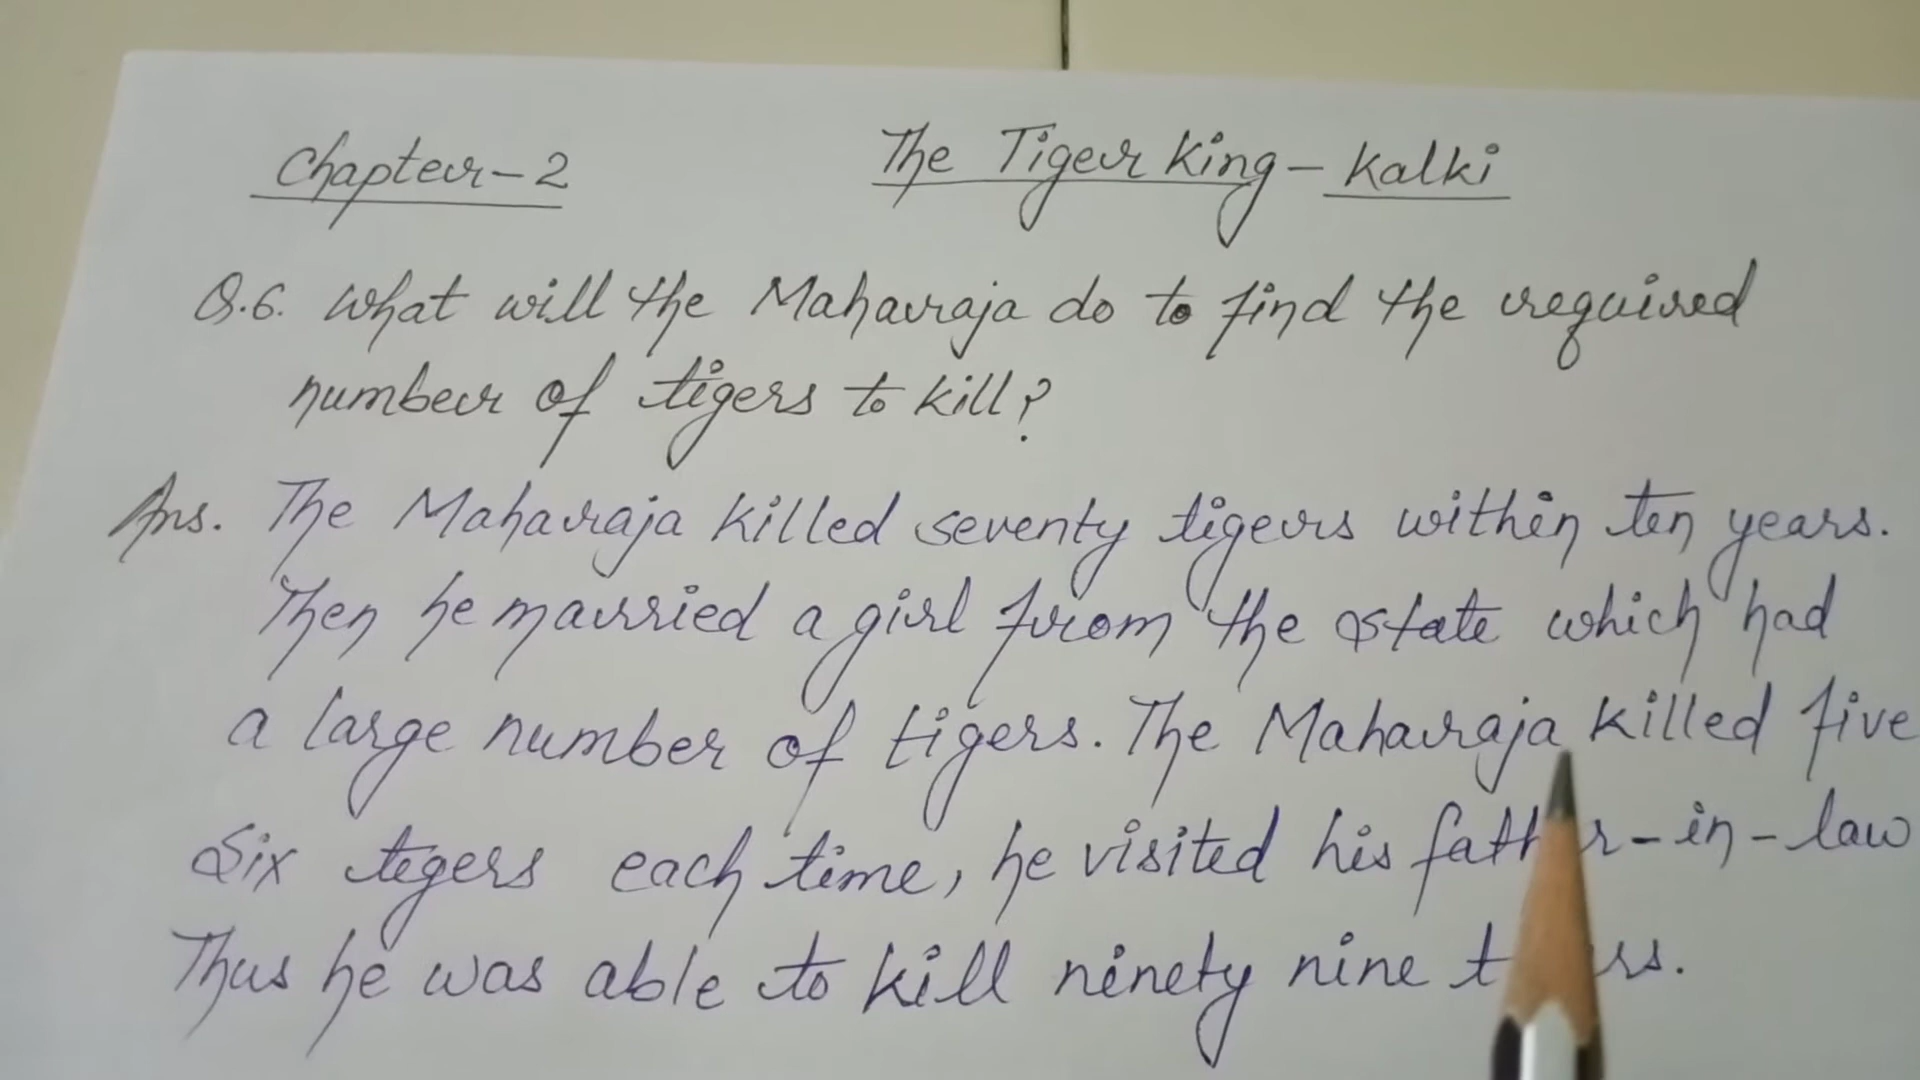 Chapter-2 The Tiger King - Kalki
Q.6. What will the Maharaja do to find the required
number of tigers to kill?
Ans. The Maharaja killed seventy tigers within ten years.
Then he married a girl from the state which had
a large number of tigers. The Maharaja killed five
six tigers each time, he visited his father-in-law
Thus he was able to kill ninety nine